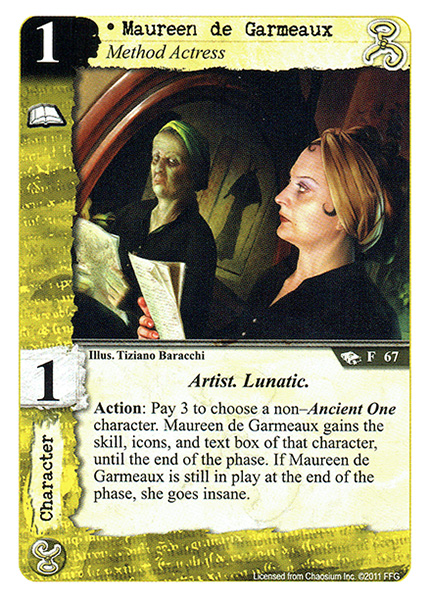 1
• Maureen de Garmeaux
Method Actress
Illus. Tiziano Baracchi
F 67
1
Artist. Lunatic.
Action: Pay 3 to choose a non–Ancient One
character. Maureen de Garmeaux gains the
skill, icons, and text box of that character,
until the end of the phase. If Maureen de
Garmeaux is still in play at the end of the
phase, she goes insane.
Character
Licensed from Chaosium Inc. ©2011 FFG